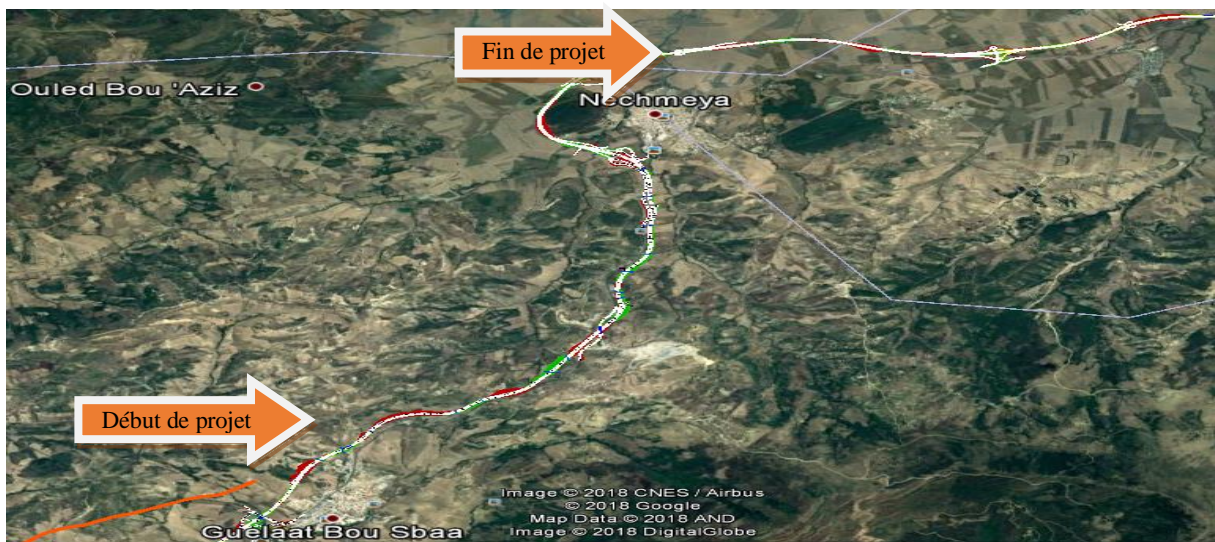 Fin de projet
Ouled Bou 'Aziz
Nechmeya
Début de projet
Image © 2018 CNES / Airbus
© 2018 Google
Map Data © 2018 AND
Image © 2018 DigitalGlobe
Guelaat Bou Sbaa